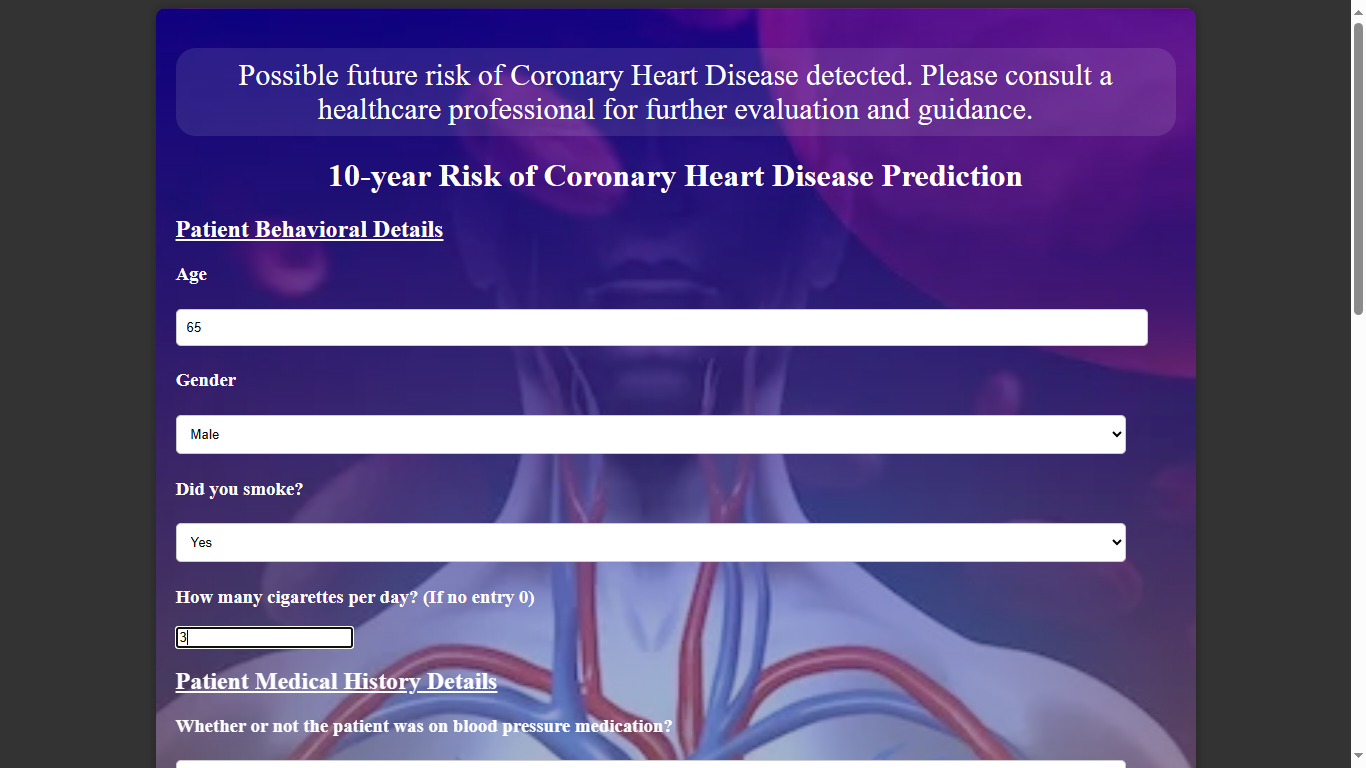 Possible future risk of Coronary Heart Disease detected. Please consult a
healthcare professional for further evaluation and guidance.
10-year Risk of Coronary Heart Disease Prediction
Patient Behavioral Details
Age
65
Gender
Male
Did you smoke?
Yes
How many cigarettes per day? (If no entry 0)
3
Patient Medical History Details
Whether or not the patient was on blood pressure medication?